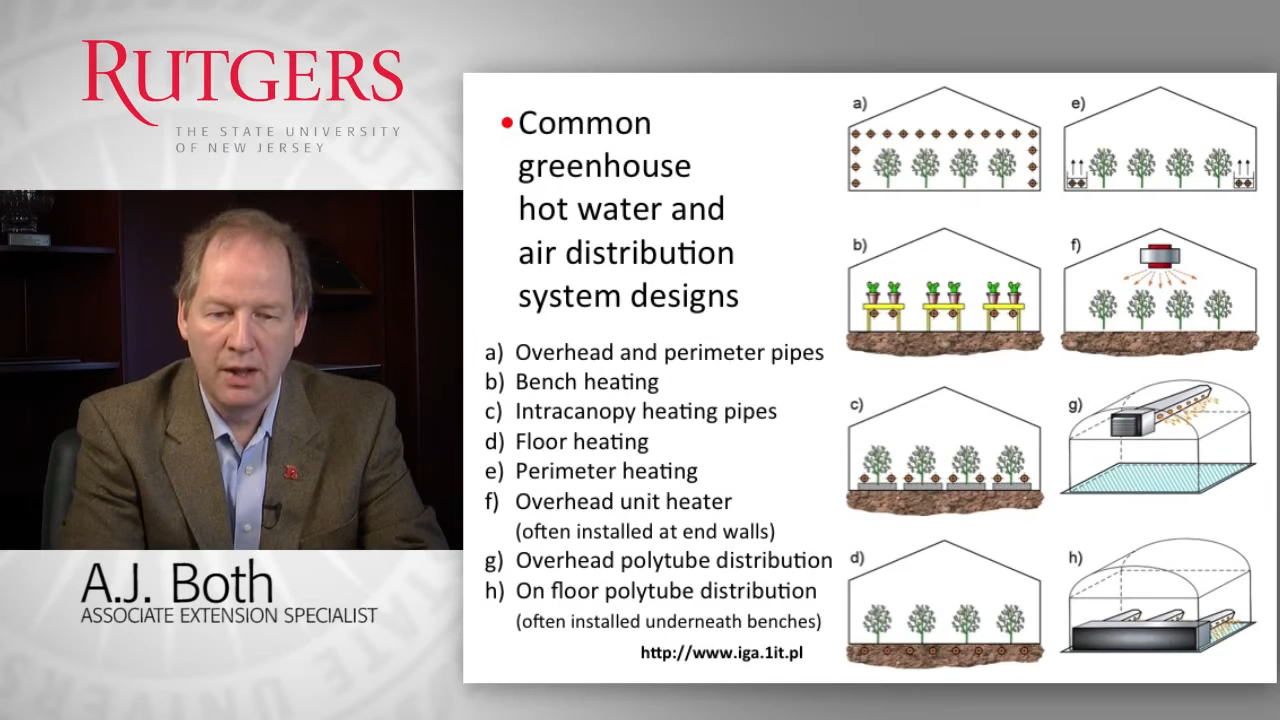 RUTGERS
THE STATE UNIVERSITY
OF NEW JERSEY
A.J. Both
ASSOCIATE EXTENSION SPECIALIST
•Common
greenhouse
hot water and
air distribution
system designs
a) Overhead and perimeter pipes
b) Bench heating
c) Intracanopy heating pipes
d) Floor heating
e) Perimeter heating
f) Overhead unit heater
(often installed at end walls)
g) Overhead polytube distribution
h) On floor polytube distribution
(often installed underneath benches)
http://www.iga.1it.pl
a)
e)
b)
f)
c)
g)
d)
h)